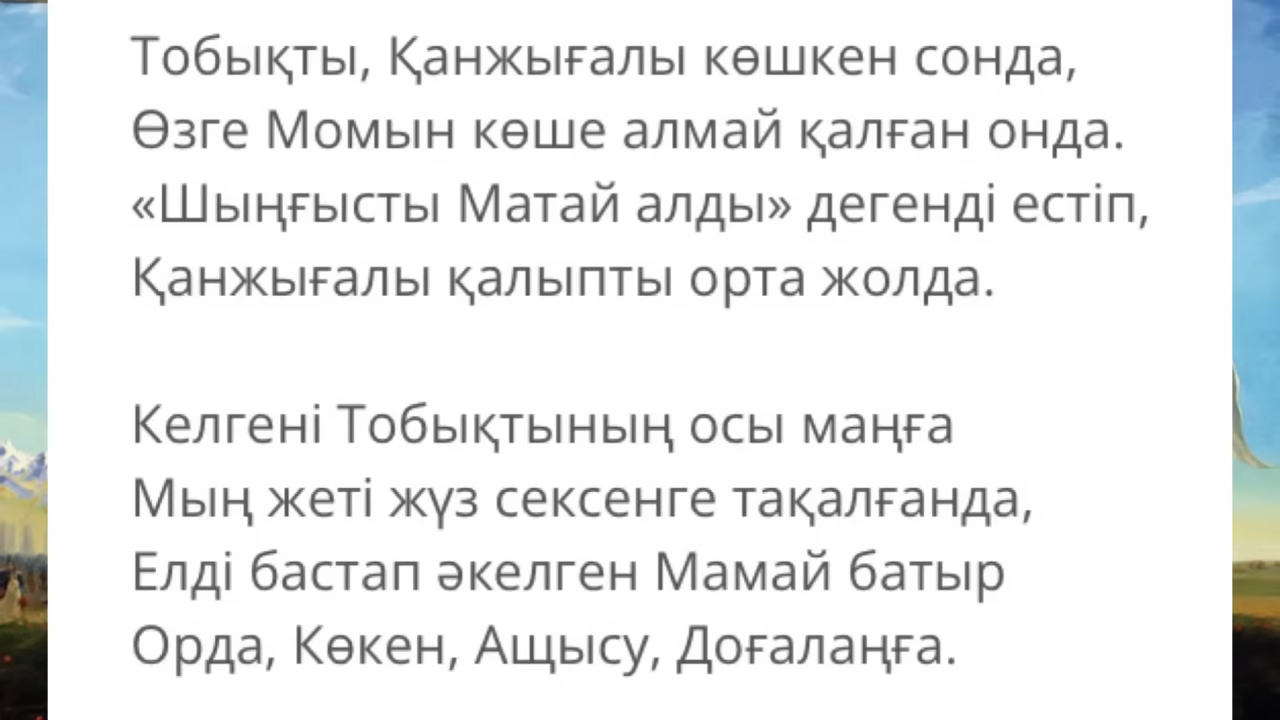 Тобықты, Қанжығалы көшкен сонда,
Өзге Момын көше алмай қалған онда.
«Шыңғысты Матай алды» дегенді естіп,
Қанжығалы қалыпты орта жолда.
Келгені Тобықтының осы маңға
Мың жеті жүз сексенге тақалғанда,
Елді бастап әкелген Мамай батыр
Орда, Көкен, Ащысу, Доғалаңға.